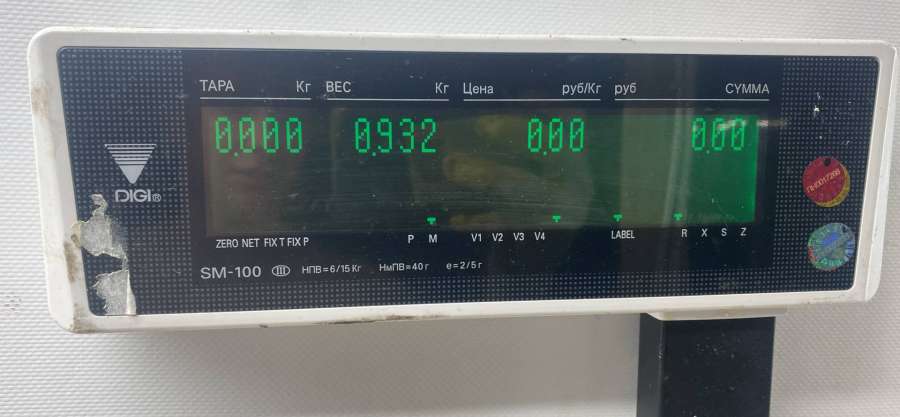 ТАРА Кг ВЕС Кг Цена руб/Кг руб СУММА
0.000 0.932 0.00 0.00
DIGI®
ZERO NET FIX T FIX P P M V1 V2 V3 V4 LABEL R X S Z
SM-100 III НПВ=6/15 Кг НмПВ=40 г e=2/5 г